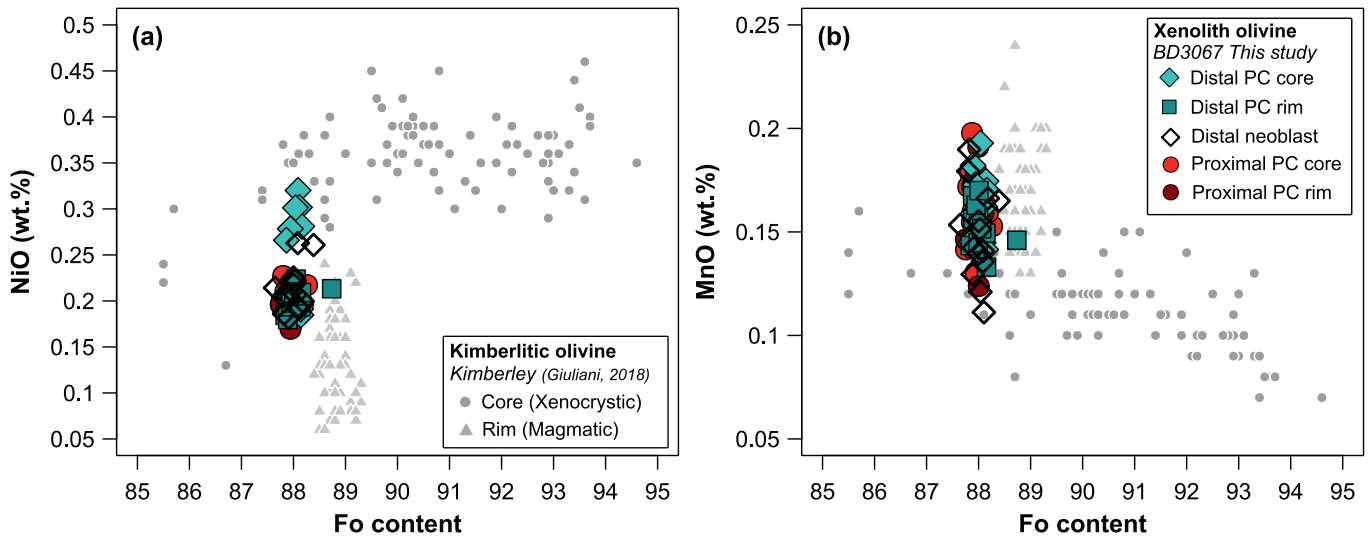 (a)
0.5
0.45
0.4
0.35
0.3
0.25
0.2
0.15
0.1
0.05
NiO (wt.%)
85 86 87 88 89 90 91 92 93 94 95
Fo content
Kimberlitic olivine
Kimberley (Giuliani, 2018)
Core (Xenocrystic)
Rim (Magmatic)
(b)
0.25
0.20
0.15
0.10
0.05
MnO (wt.%)
85 86 87 88 89 90 91 92 93 94 95
Fo content
Xenolith olivine
BD3067 This study
Distal PC core
Distal PC rim
Distal neoblast
Proximal PC core
Proximal PC rim